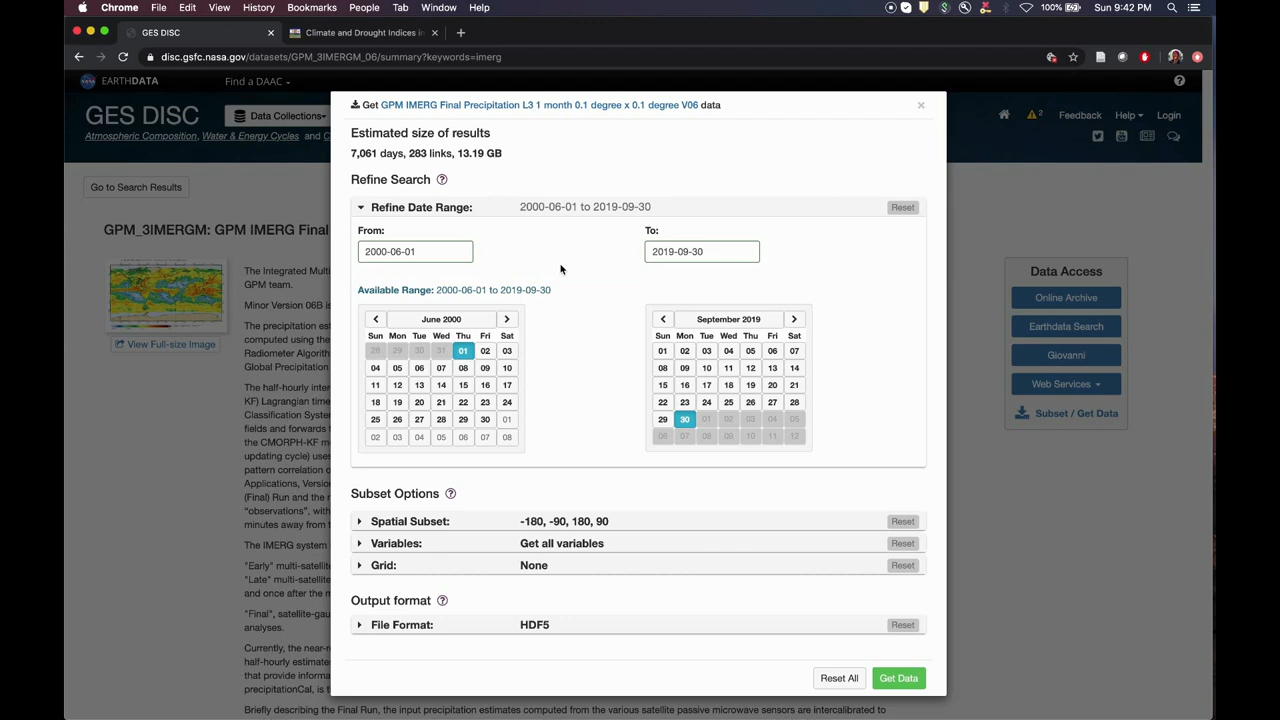 Chrome File Edit View History Bookmarks People Tab Window Help 100% Sun 9:42 PM
GES DISC × Climate and Drought Indices in × +
disc.gsfc.nasa.gov/datasets/GPM_3IMERGM_06/summary?keywords=imerg
EARTHDATA Find a DAAC
GES DISC Data Collections Feedback Help Login
Atmospheric Composition, Water & Energy Cycles and C
Go to Search Results
GPM_3IMERGM: GPM IMERG Final
View Full-size Image
The Integrated Multi
GPM team.
Minor Version 06B is
The precipitation est
computed using the
Radiometer Algorith
Global Precipitation
The half-hourly inter
KF) Lagrangian time
Classification System
fields and forwards t
the CMORPH-KF m
updating cycle) uses
pattern correlation o
Applications, Version
(Final) Run and the m
"observations", with
minutes away from t
The IMERG system
"Early" multi-satellite
"Late" multi-satellite
and once after the m
"Final", satellite-gau
analyses.
Currently, the near-r
half-hourly estimates
that provide informa
precipitationCal, is t
Briefly describing the Final Run, the input precipitation estimates computed from the various satellite passive microwave sensors are intercalibrated to
Get GPM IMERG Final Precipitation L3 1 month 0.1 degree x 0.1 degree V06 data ×
Estimated size of results
7,061 days, 283 links, 13.19 GB
Refine Search ?
Refine Date Range: 2000-06-01 to 2019-09-30 Reset
From: To:
2000-06-01 2019-09-30
Available Range: 2000-06-01 to 2019-09-30
June 2000
Sun Mon Tue Wed Thu Fri Sat
28 29 30 31 01 02 03
04 05 06 07 08 09 10
11 12 13 14 15 16 17
18 19 20 21 22 23 24
25 26 27 28 29 30 01
02 03 04 05 06 07 08
September 2019
Sun Mon Tue Wed Thu Fri Sat
01 02 03 04 05 06 07
08 09 10 11 12 13 14
15 16 17 18 19 20 21
22 23 24 25 26 27 28
29 30 01 02 03 04 05
06 07 08 09 10 11 12
Subset Options ?
Spatial Subset: -180, -90, 180, 90 Reset
Variables: Get all variables Reset
Grid: None Reset
Output format ?
File Format: HDF5 Reset
Reset All Get Data
Data Access
Online Archive
Earthdata Search
Giovanni
Web Services
Subset / Get Data